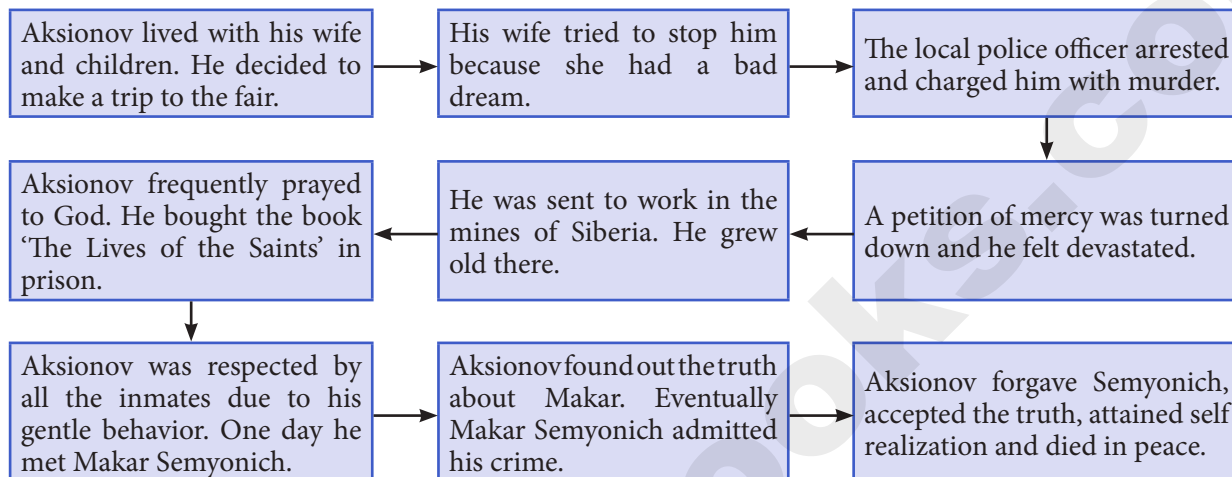 Aksionov lived with his wife
and children. He decided to
make a trip to the fair.
His wife tried to stop him
because she had a bad
dream.
The local police officer arrested
and charged him with murder.
A petition of mercy was turned
down and he felt devastated.
He was sent to work in the
mines of Siberia. He grew
old there.
Aksionov frequently prayed
to God. He bought the book
‘The Lives of the Saints’ in
prison.
Aksionov was respected by
all the inmates due to his
gentle behavior. One day he
met Makar Semyonich.
Aksionov found out the truth
about Makar. Eventually
Makar Semyonich admitted
his crime.
Aksionov forgave Semyonich,
accepted the truth, attained self
realization and died in peace.
ooks.co